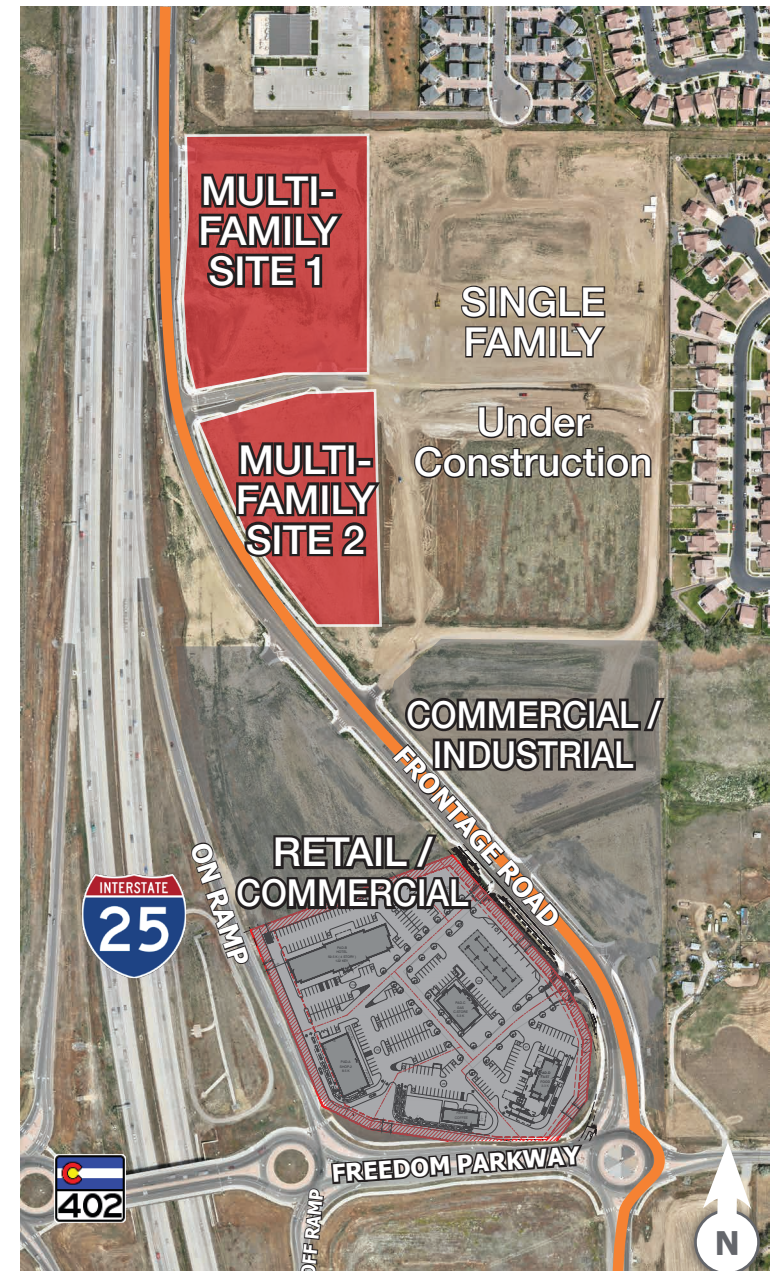 MULTI-
FAMILY
SITE 1
SINGLE
FAMILY
Under
Construction
MULTI-
FAMILY
SITE 2
COMMERCIAL /
INDUSTRIAL
FRONTAGE ROAD
RETAIL /
COMMERCIAL
ON RAMP
INTERSTATE
25
FREEDOM PARKWAY
402
OFF RAMP
N